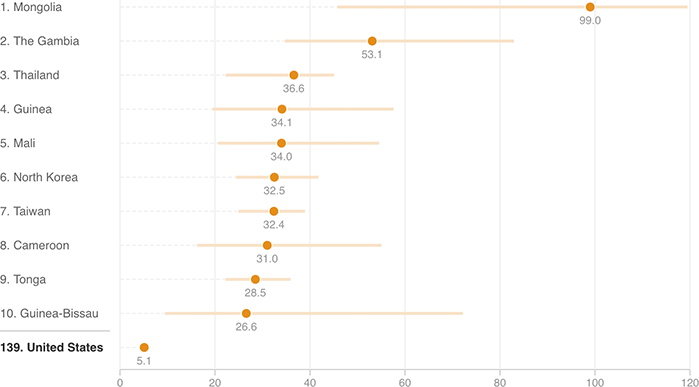 1. Mongolia
99.0
2. The Gambia
53.1
3. Thailand
36.6
4. Guinea
34.1
5. Mali
34.0
6. North Korea
32.5
7. Taiwan
32.4
8. Cameroon
31.0
9. Tonga
28.5
10. Guinea-Bissau
26.6
139. United States
5.1
0 20 40 60 80 100 120